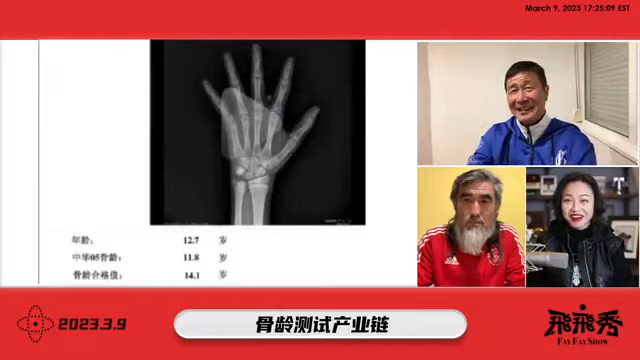 March 9, 2023 17:25:09 EST
年龄： 12.7 岁
中华05骨龄： 11.8 岁
骨龄合格值： 14.1 岁
2023.3.9
骨龄测试产业链
飛飛秀
FAY FAY SHOW